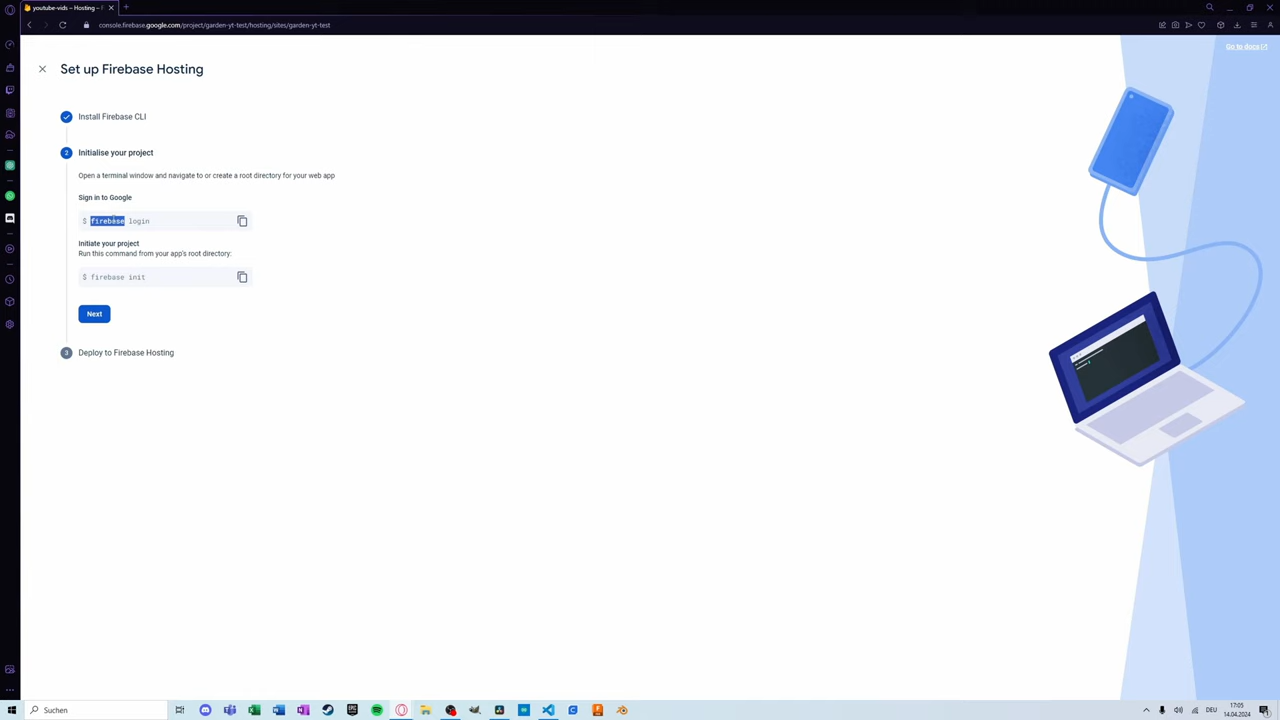 youtube-vids – Hosting – F
console.firebase.google.com/project/garden-yt-test/hosting/sites/garden-yt-test
Go to docs
Set up Firebase Hosting
Install Firebase CLI
2
Initialise your project
Open a terminal window and navigate to or create a root directory for your web app
Sign in to Google
$ firebase login
Initiate your project
Run this command from your app's root directory:
$ firebase init
Next
3
Deploy to Firebase Hosting
Suchen
DEU
17:05
14.04.2024